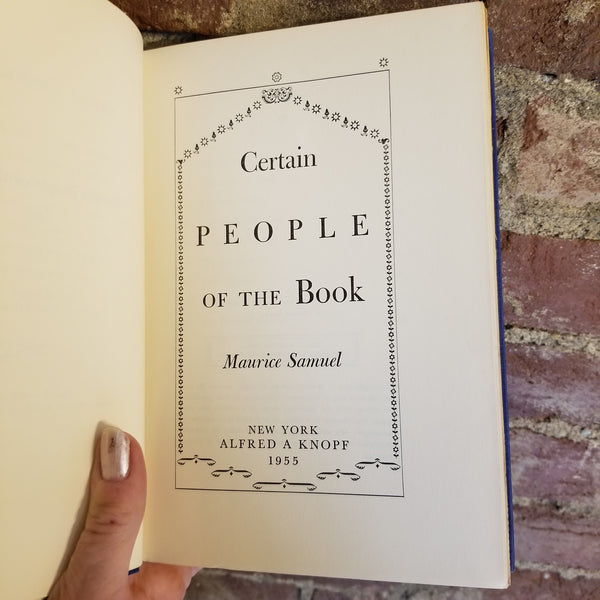 Certain
PEOPLE
OF THE Book
Maurice Samuel
NEW YORK
ALFRED A KNOPF
1955